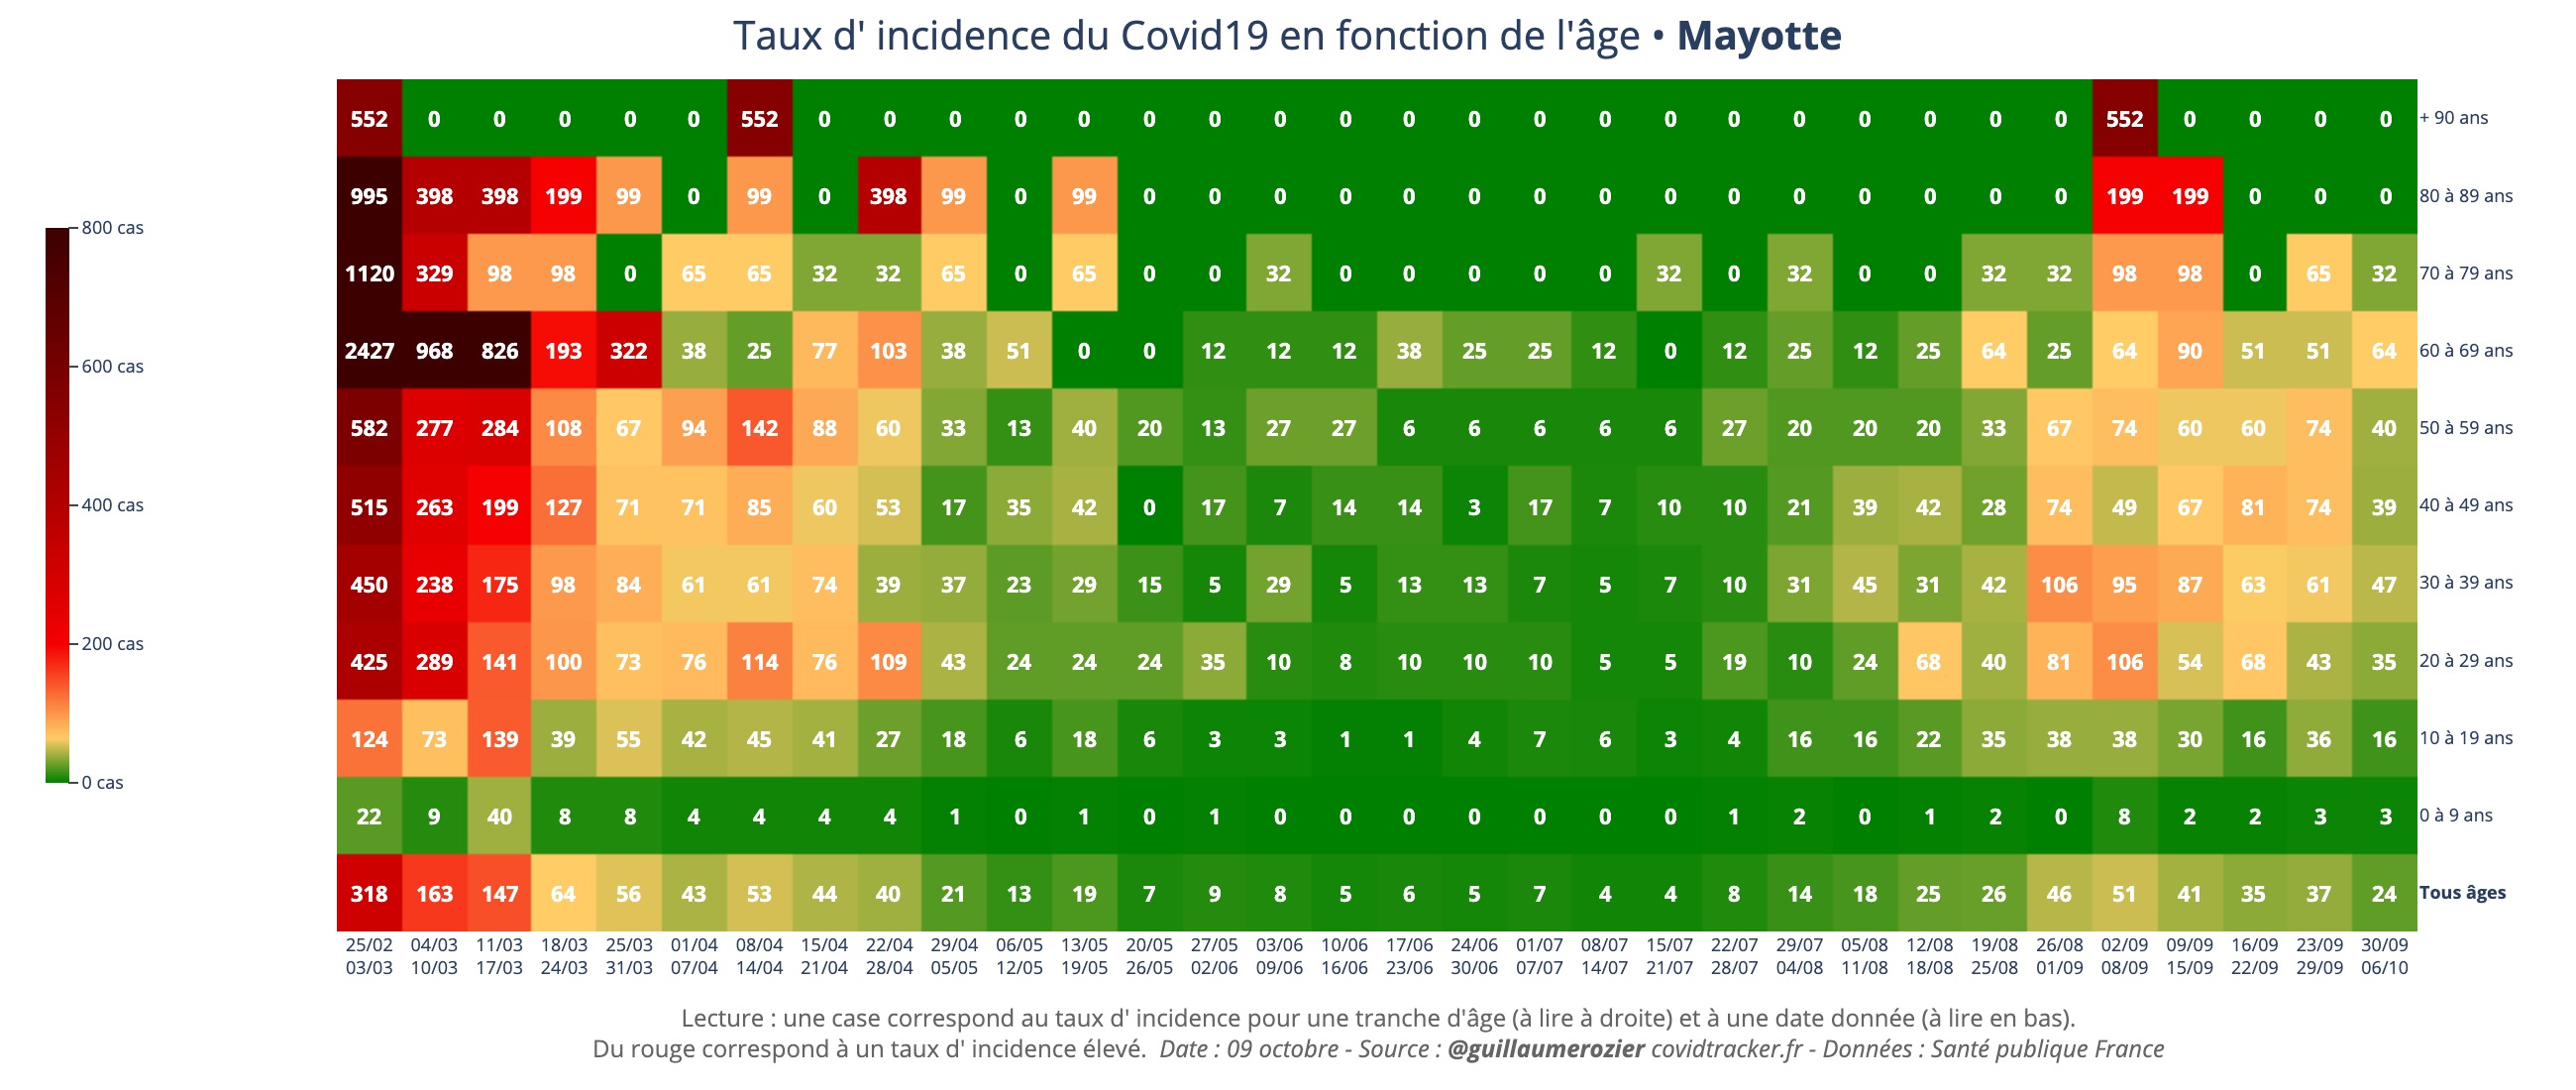 Taux d' incidence du Covid19 en fonction de l'âge • Mayotte
552 0 0 0 0 0 552 0 0 0 0 0 0 0 0 0 0 0 0 0 0 0 0 0 0 0 0 552 0 0 0 0 + 90 ans
995 398 398 199 99 0 99 0 398 99 0 99 0 0 0 0 0 0 0 0 0 0 0 0 0 0 0 199 199 0 0 0 80 à 89 ans
800 cas
1120 329 98 98 0 65 65 32 32 65 0 65 0 0 32 0 0 0 0 0 32 0 32 0 0 32 32 98 98 0 65 32 70 à 79 ans
2427 968 826 193 322 38 25 77 103 38 51 0 0 12 12 12 38 25 25 12 0 12 25 12 25 64 25 64 90 51 51 64 60 à 69 ans
600 cas
582 277 284 108 67 94 142 88 60 33 13 40 20 13 27 27 6 6 6 6 6 27 20 20 20 33 67 74 60 60 74 40 50 à 59 ans
400 cas
515 263 199 127 71 71 85 60 53 17 35 42 0 17 7 14 14 3 17 7 10 10 21 39 42 28 74 49 67 81 74 39 40 à 49 ans
450 238 175 98 84 61 61 74 39 37 23 29 15 5 29 5 13 13 7 5 7 10 31 45 31 42 106 95 87 63 61 47 30 à 39 ans
200 cas
425 289 141 100 73 76 114 76 109 43 24 24 24 35 10 8 10 10 10 5 5 19 10 24 68 40 81 106 54 68 43 35 20 à 29 ans
124 73 139 39 55 42 45 41 27 18 6 18 6 3 3 1 1 4 7 6 3 4 16 16 22 35 38 38 30 16 36 16 10 à 19 ans
0 cas
22 9 40 8 8 4 4 4 4 1 0 1 0 1 0 0 0 0 0 0 0 1 2 0 1 2 0 8 2 2 3 3 0 à 9 ans
318 163 147 64 56 43 53 44 40 21 13 19 7 9 8 5 6 5 7 4 4 8 14 18 25 26 46 51 41 35 37 24 Tous âges
25/02 04/03 11/03 18/03 25/03 01/04 08/04 15/04 22/04 29/04 06/05 13/05 20/05 27/05 03/06 10/06 17/06 24/06 01/07 08/07 15/07 22/07 29/07 05/08 12/08 19/08 26/08 02/09 09/09 16/09 23/09 30/09
03/03 10/03 17/03 24/03 31/03 07/04 14/04 21/04 28/04 05/05 12/05 19/05 26/05 02/06 09/06 16/06 23/06 30/06 07/07 14/07 21/07 28/07 04/08 11/08 18/08 25/08 01/09 08/09 15/09 22/09 29/09 06/10
Lecture : une case correspond au taux d' incidence pour une tranche d'âge (à lire à droite) et à une date donnée (à lire en bas).
Du rouge correspond à un taux d' incidence élevé. Date : 09 octobre - Source : @guillaumerozier covidtracker.fr - Données : Santé publique France